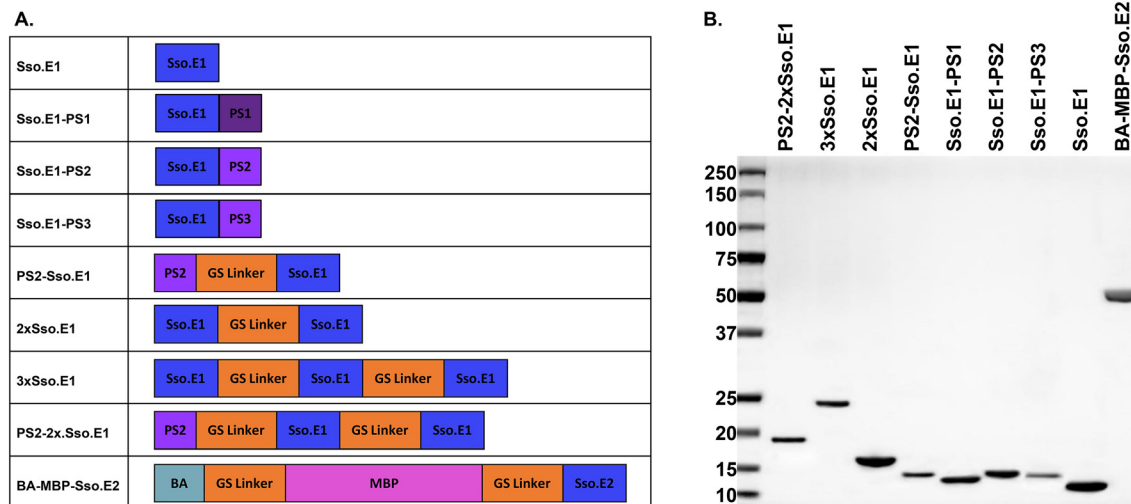 A.
Sso.E1 Sso.E1
Sso.E1-PS1 Sso.E1 PS1
Sso.E1-PS2 Sso.E1 PS2
Sso.E1-PS3 Sso.E1 PS3
PS2-Sso.E1 PS2 GS Linker Sso.E1
2xSso.E1 Sso.E1 GS Linker Sso.E1
3xSso.E1 Sso.E1 GS Linker Sso.E1 GS Linker Sso.E1
PS2-2x.Sso.E1 PS2 GS Linker Sso.E1 GS Linker Sso.E1
BA-MBP-Sso.E2 BA GS Linker MBP GS Linker Sso.E2
B.
PS2-2xSso.E1
3xSso.E1
2xSso.E1
PS2-Sso.E1
Sso.E1-PS1
Sso.E1-PS2
Sso.E1-PS3
Sso.E1
BA-MBP-Sso.E2
250
150
100
75
50
37
25
20
15
10